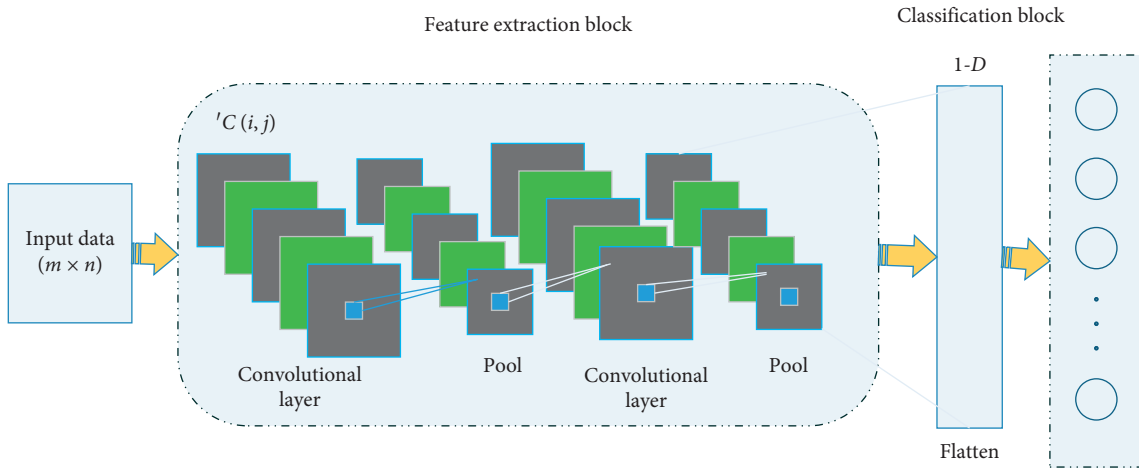 Feature extraction block
Classification block
1-D
′C (i, j)
Input data
(m × n)
Convolutional
layer
Pool
Convolutional
layer
Pool
Flatten